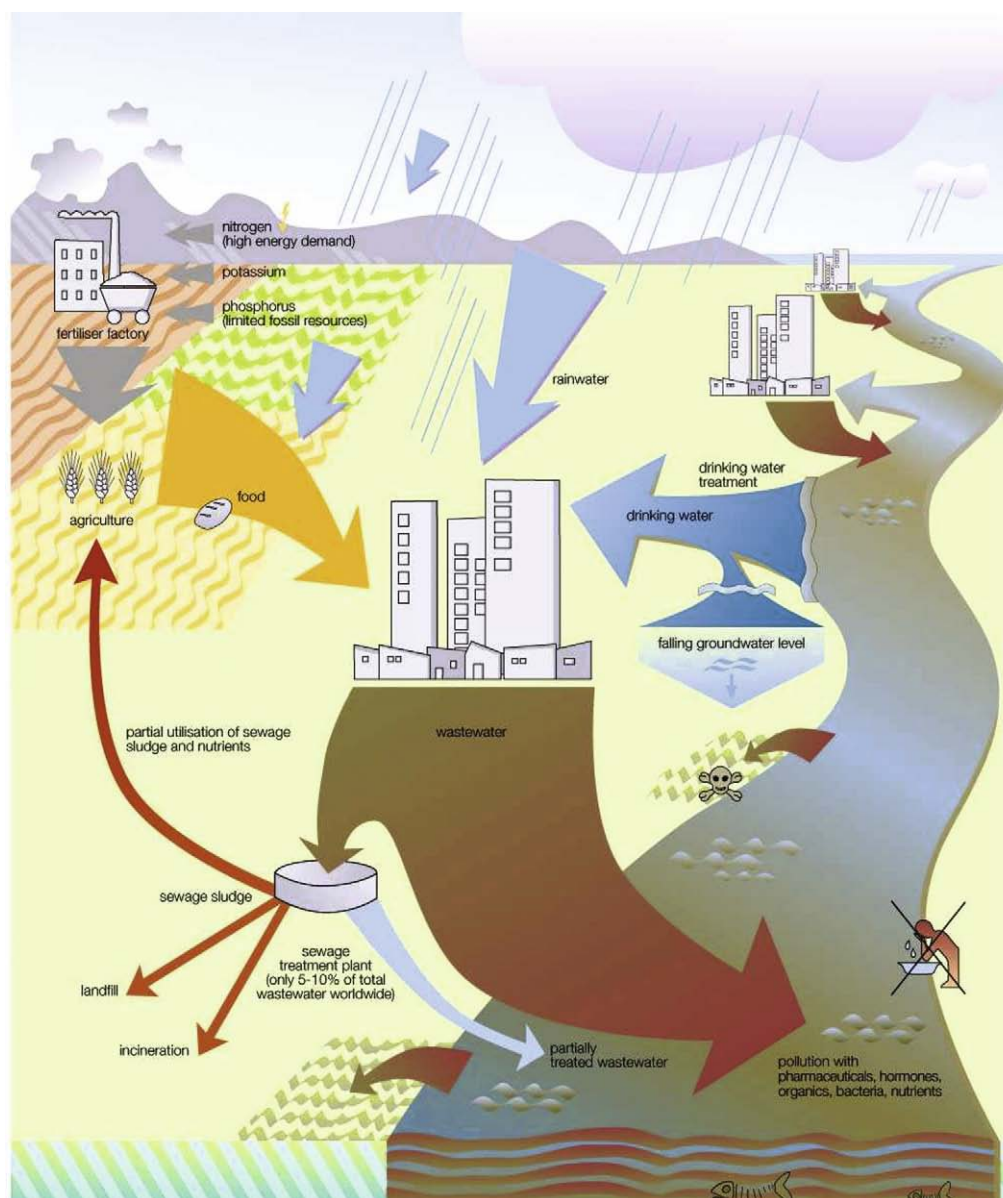 nitrogen
(high energy demand)
potassium
phosphorus
(limited fossil resources)
fertiliser factory
rainwater
drinking water
treatment
drinking water
food
agriculture
falling groundwater level
partial utilisation of sewage
sludge and nutrients
wastewater
sewage sludge
sewage
treatment plant
(only 5-10% of total
wastewater worldwide)
landfill
incineration
partially
treated wastewater
pollution with
pharmaceuticals, hormones,
organics, bacteria, nutrients